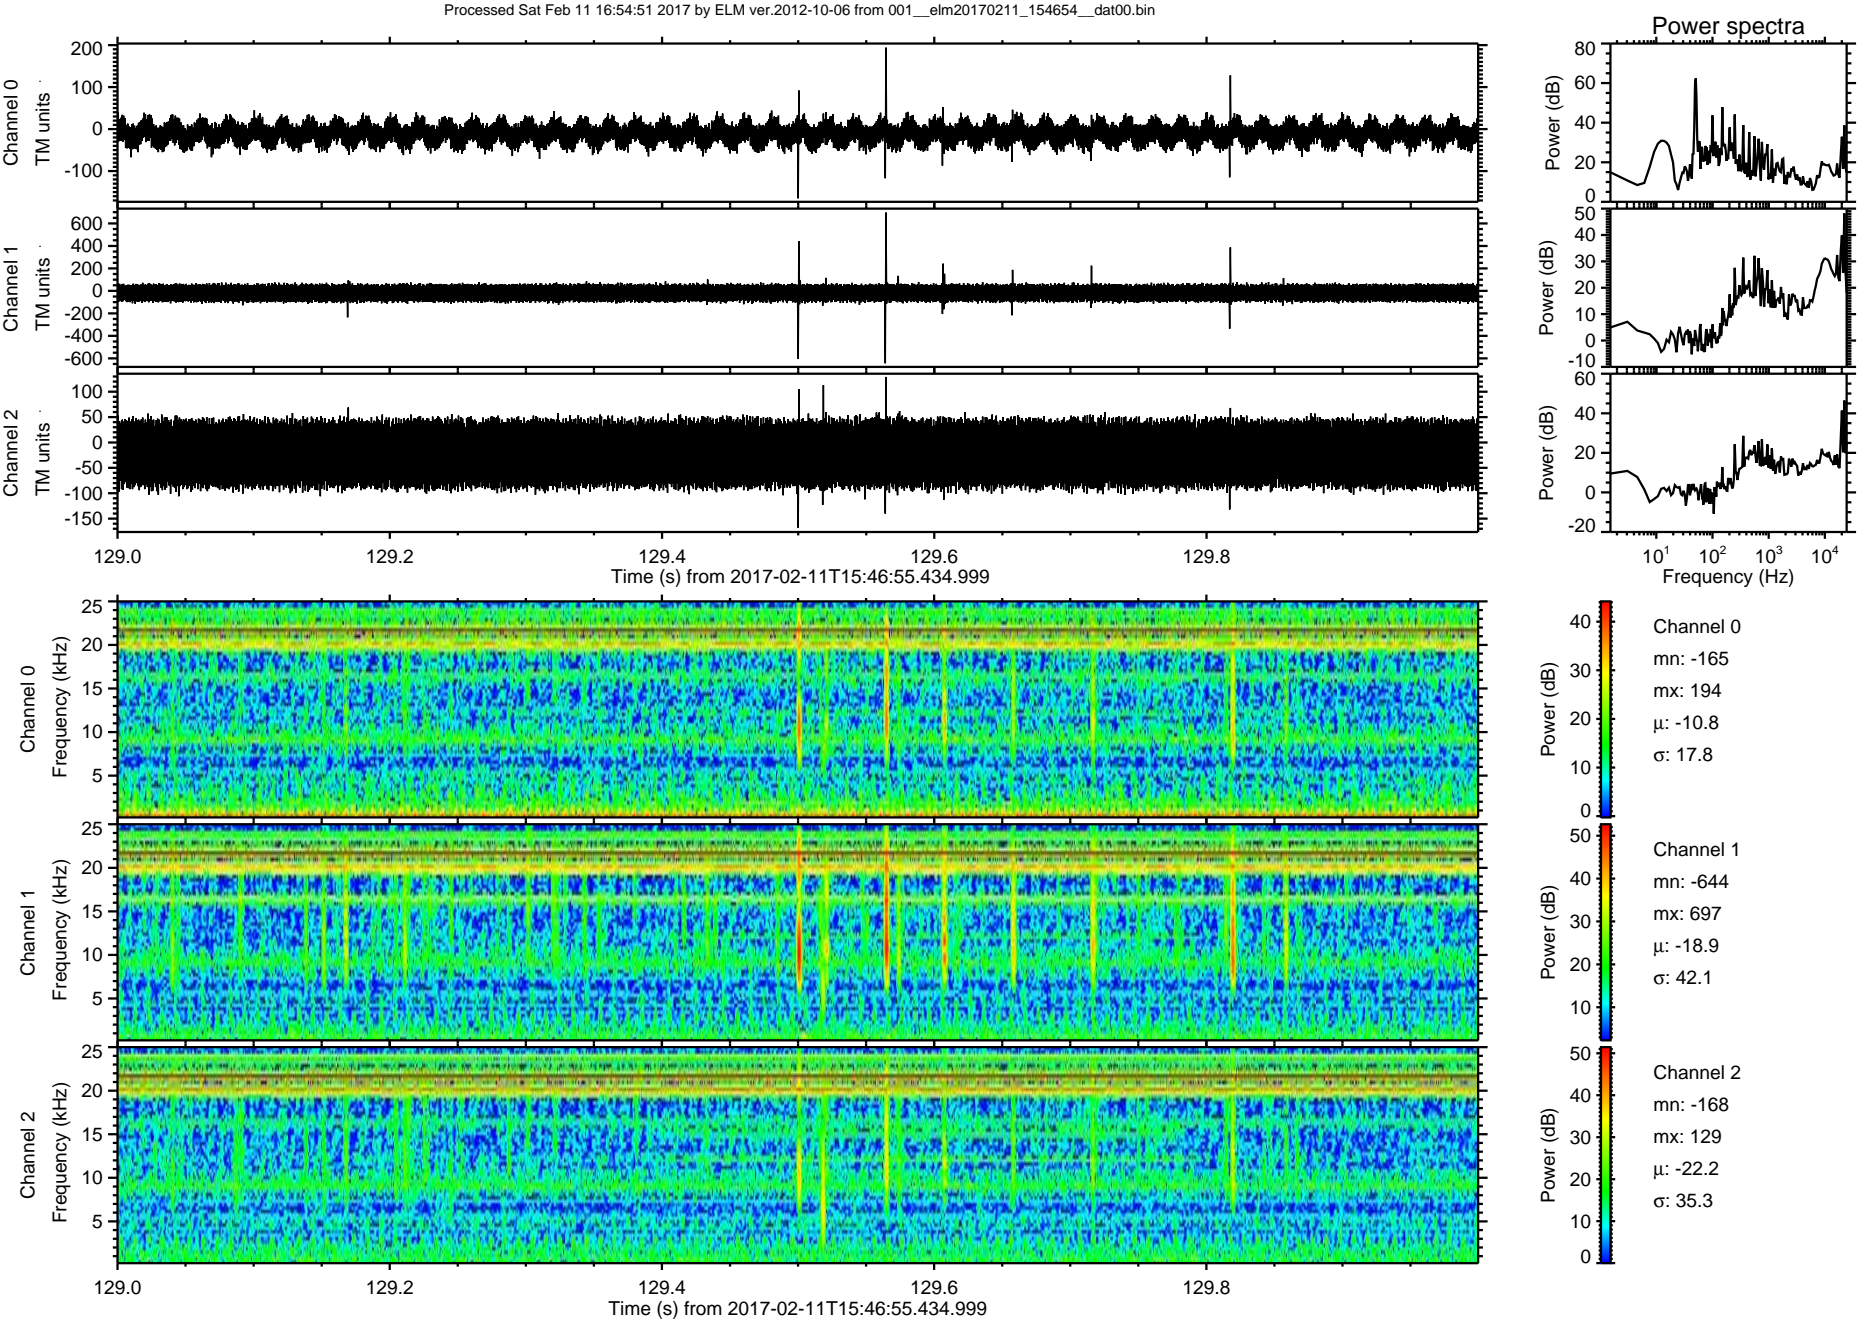 Processed Sat Feb 11 16:54:51 2017 by ELM ver.2012-10-06 from 001__elm20170211_154654__dat00.bin
Power spectra
Channel 0
TM units
200
100
0
-100
Power (dB)
80
60
40
20
0
Channel 1
TM units
600
400
200
0
-200
-400
-600
Power (dB)
50
40
30
20
10
0
-10
Channel 2
TM units
100
50
0
-50
-100
-150
Power (dB)
60
40
20
0
-20
129.0 129.2 129.4 129.6 129.8
Time (s) from 2017-02-11T15:46:55.434.999
10^1 10^2 10^3 10^4
Frequency (Hz)
Channel 0
Frequency (kHz)
25
20
15
10
5
Power (dB)
40
30
20
10
0
Channel 0
mn: -165
mx: 194
μ: -10.8
σ: 17.8
Channel 1
Frequency (kHz)
25
20
15
10
5
Power (dB)
50
40
30
20
10
Channel 1
mn: -644
mx: 697
μ: -18.9
σ: 42.1
Channel 2
Frequency (kHz)
25
20
15
10
5
Power (dB)
50
40
30
20
10
0
Channel 2
mn: -168
mx: 129
μ: -22.2
σ: 35.3
129.0 129.2 129.4 129.6 129.8
Time (s) from 2017-02-11T15:46:55.434.999